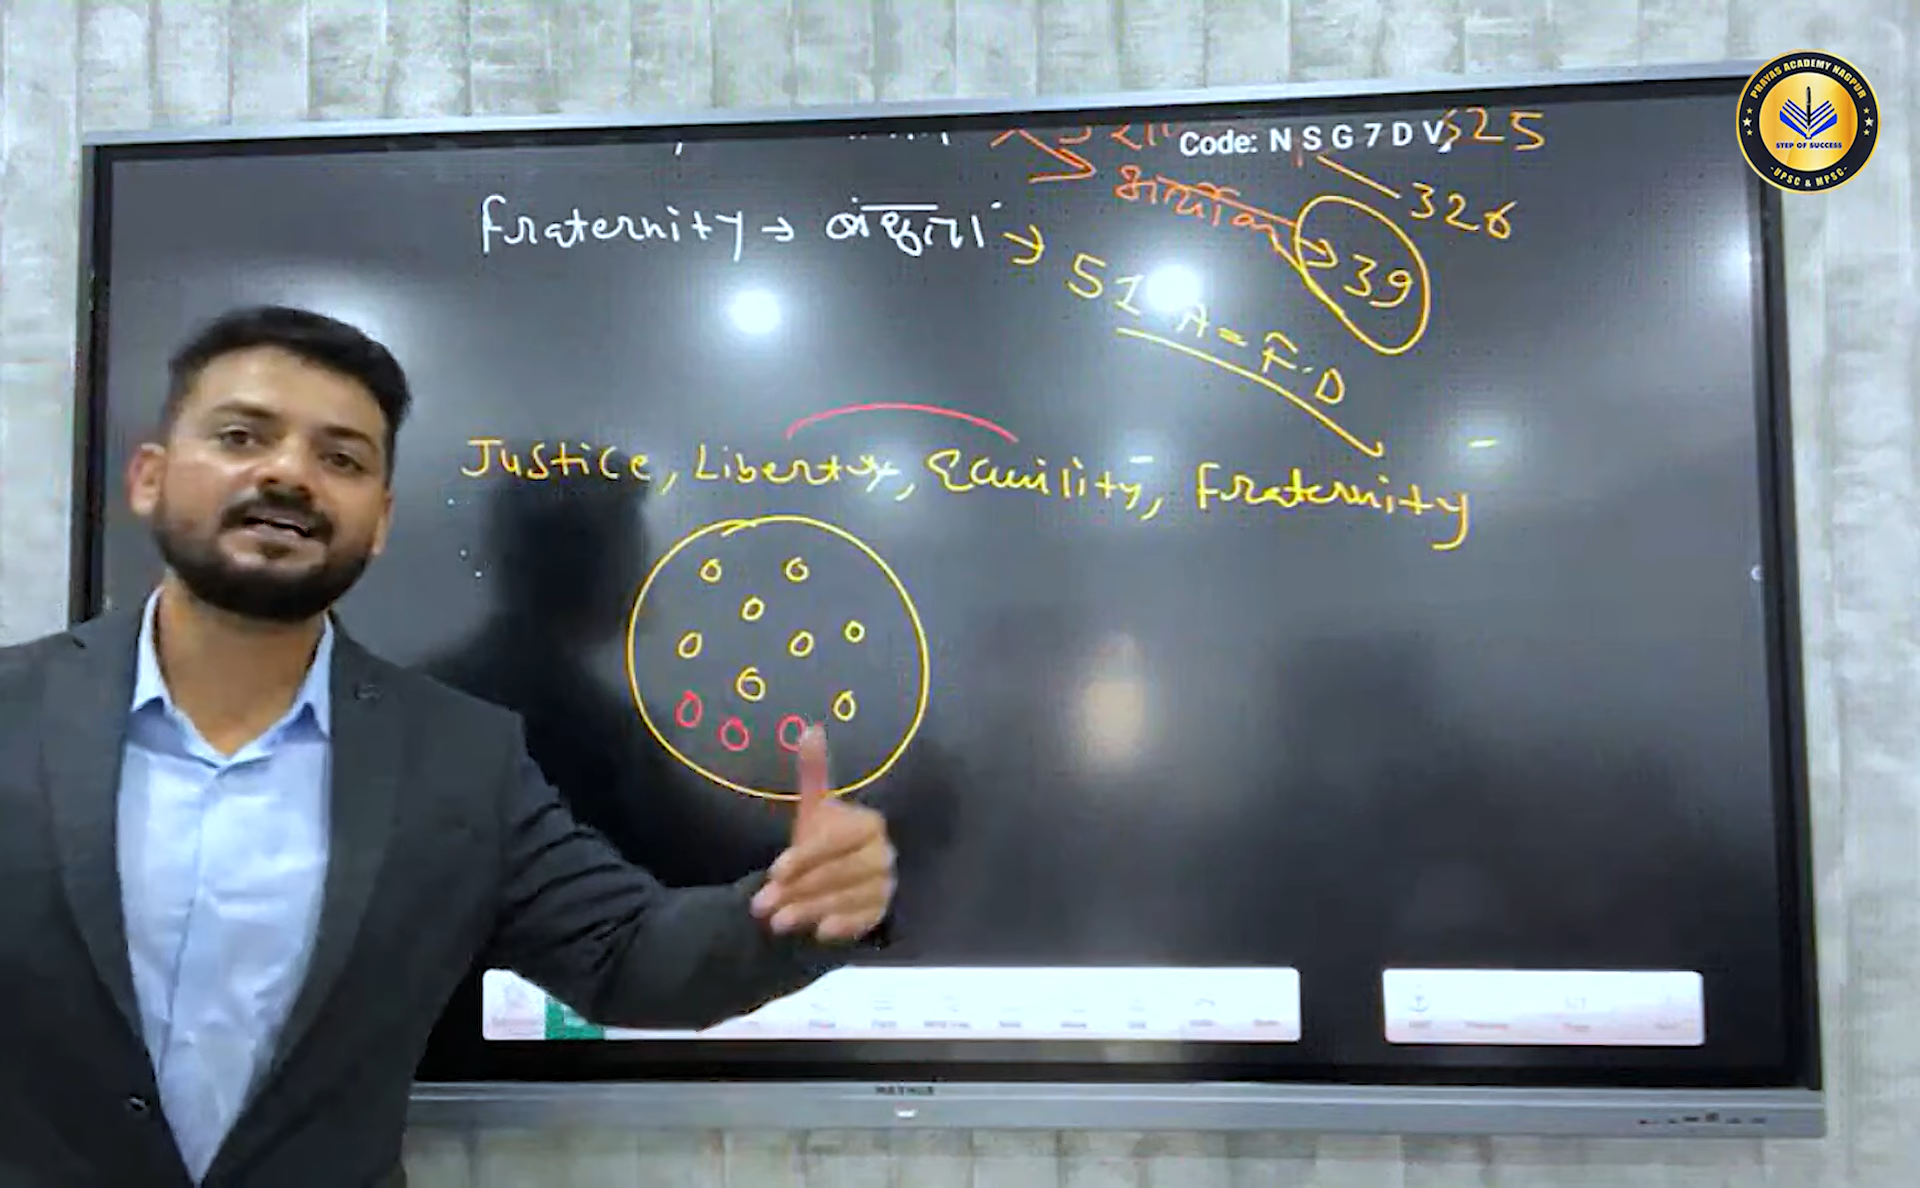 Code: NSG7DV
325
326
आर्थिक → 39
fraternity → बंधुता → 51 A = F.D
Justice, Liberty, Equility, Fraternity
PRAYAS ACADEMY NAGPUR
STEP OF SUCCESS
UPSC & MPSC